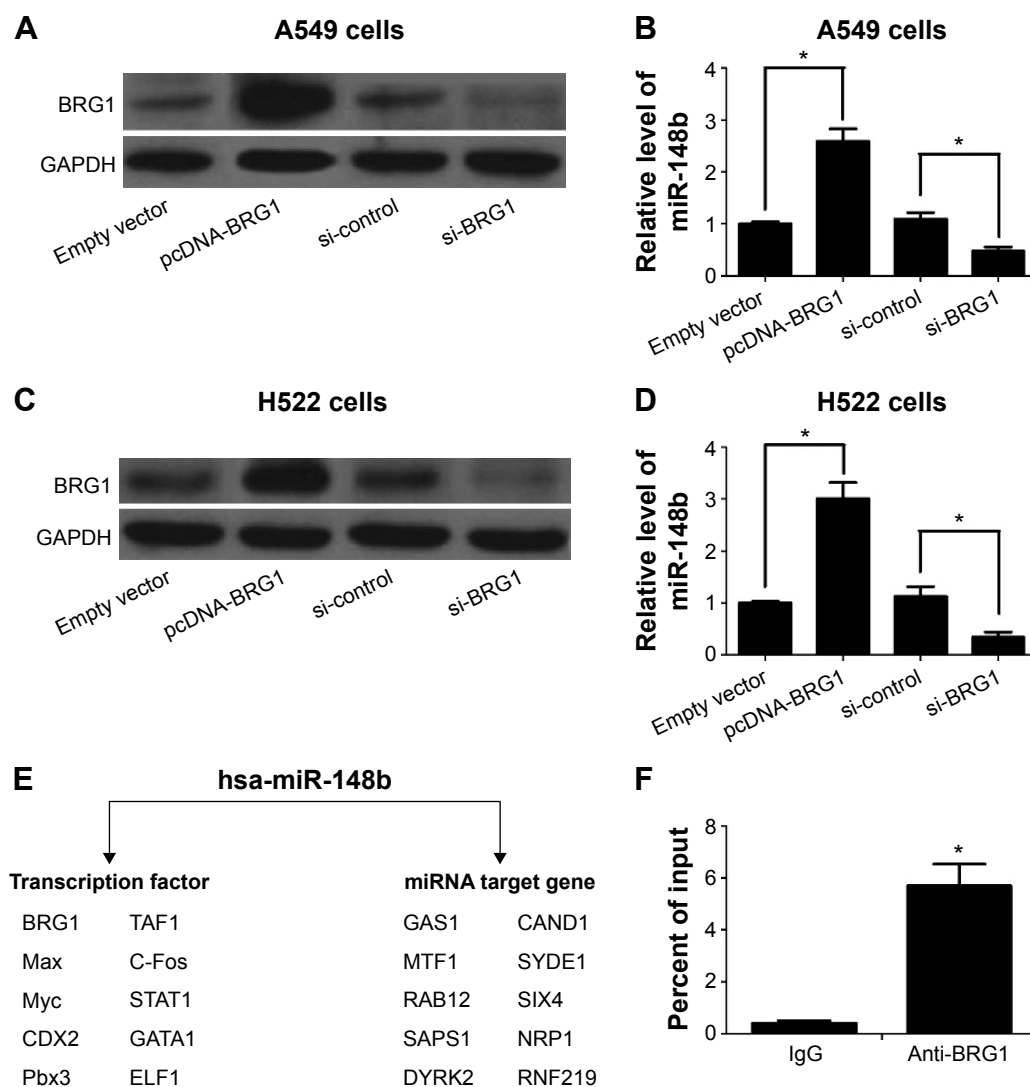 A
A549 cells
BRG1
GAPDH
Empty vector
pcDNA-BRG1
si-control
si-BRG1
B
A549 cells
Relative level of
miR-148b
4
3
2
1
0
*
*
Empty vector
pcDNA-BRG1
si-control
si-BRG1
C
H522 cells
BRG1
GAPDH
Empty vector
pcDNA-BRG1
si-control
si-BRG1
D
H522 cells
Relative level of
miR-148b
4
3
2
1
0
*
*
Empty vector
pcDNA-BRG1
si-control
si-BRG1
E
hsa-miR-148b
Transcription factor
BRG1 TAF1
Max C-Fos
Myc STAT1
CDX2 GATA1
Pbx3 ELF1
miRNA target gene
GAS1 CAND1
MTF1 SYDE1
RAB12 SIX4
SAPS1 NRP1
DYRK2 RNF219
F
Percent of input
8
6
4
2
0
*
IgG
Anti-BRG1